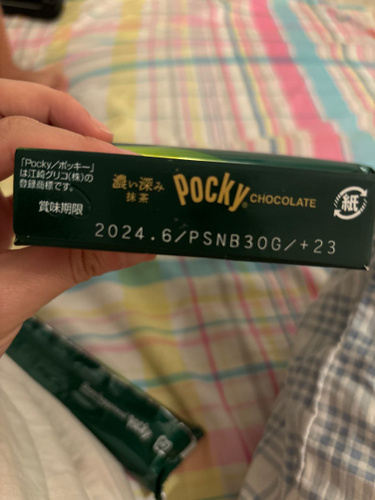 「Pocky／ポッキー」
は江崎グリコ(株)の
登録商標です。
賞味期限
濃い深み
抹茶
Pocky CHOCOLATE
紙
2024.6/PSNB30G/+23